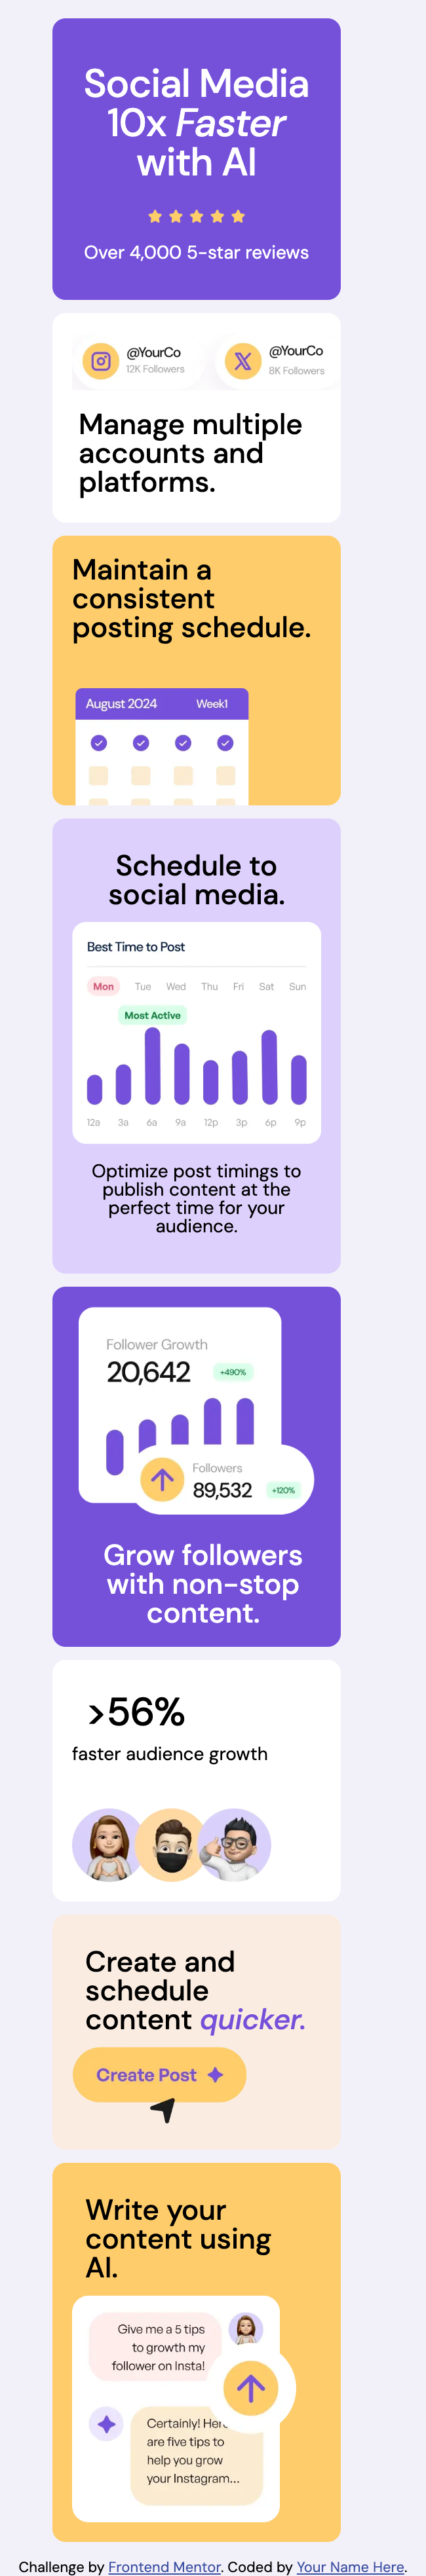 Social Media
10x Faster
with AI
Over 4,000 5-star reviews
@YourCo
12K Followers
@YourCo
8K Followers
Manage multiple
accounts and
platforms.
Maintain a
consistent
posting schedule.
August 2024 Week1
Schedule to
social media.
Best Time to Post
Mon Tue Wed Thu Fri Sat Sun
Most Active
12a 3a 6a 9a 12p 3p 6p 9p
Optimize post timings to
publish content at the
perfect time for your
audience.
Follower Growth
20,642 +490%
Followers
89,532 +120%
Grow followers
with non-stop
content.
>56%
faster audience growth
Create and
schedule
content quicker.
Create Post
Write your
content using
AI.
Give me a 5 tips
to growth my
follower on Insta!
Certainly! Here
are five tips to
help you grow
your Instagram...
Challenge by Frontend Mentor. Coded by Your Name Here.